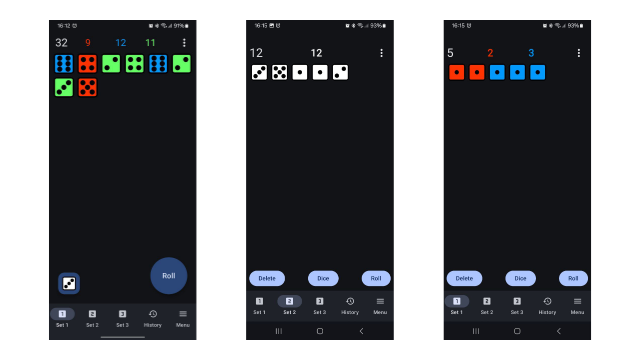 16:12
91%
32 9 12 11
Roll
1 2 3
Set 1 Set 2 Set 3 History Menu
16:15
93%
12 12
Delete Dice Roll
1 2 3
Set 1 Set 2 Set 3 History Menu
16:15
93%
5 2 3
Delete Dice Roll
1 2 3
Set 1 Set 2 Set 3 History Menu